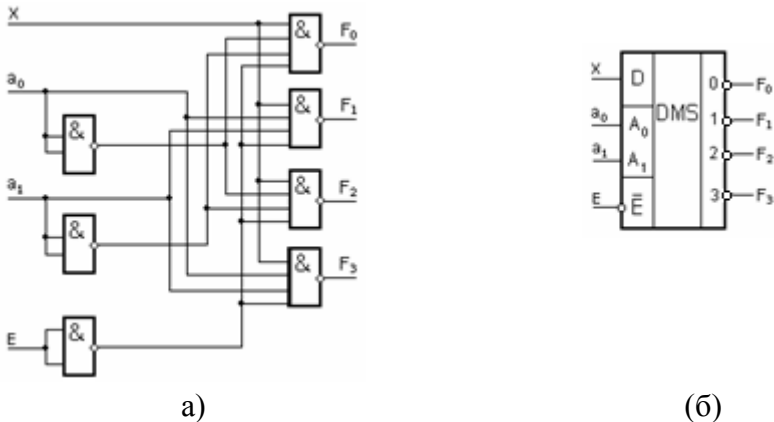 X
&
F₀
a₀
&
&
F₁
a₁
&
&
F₂
&
F₃
E
&
X
D
0
F₀
a₀
A₀
DMS
1
F₁
a₁
A₁
2
F₂
E
Ē
3
F₃
а)
(б)